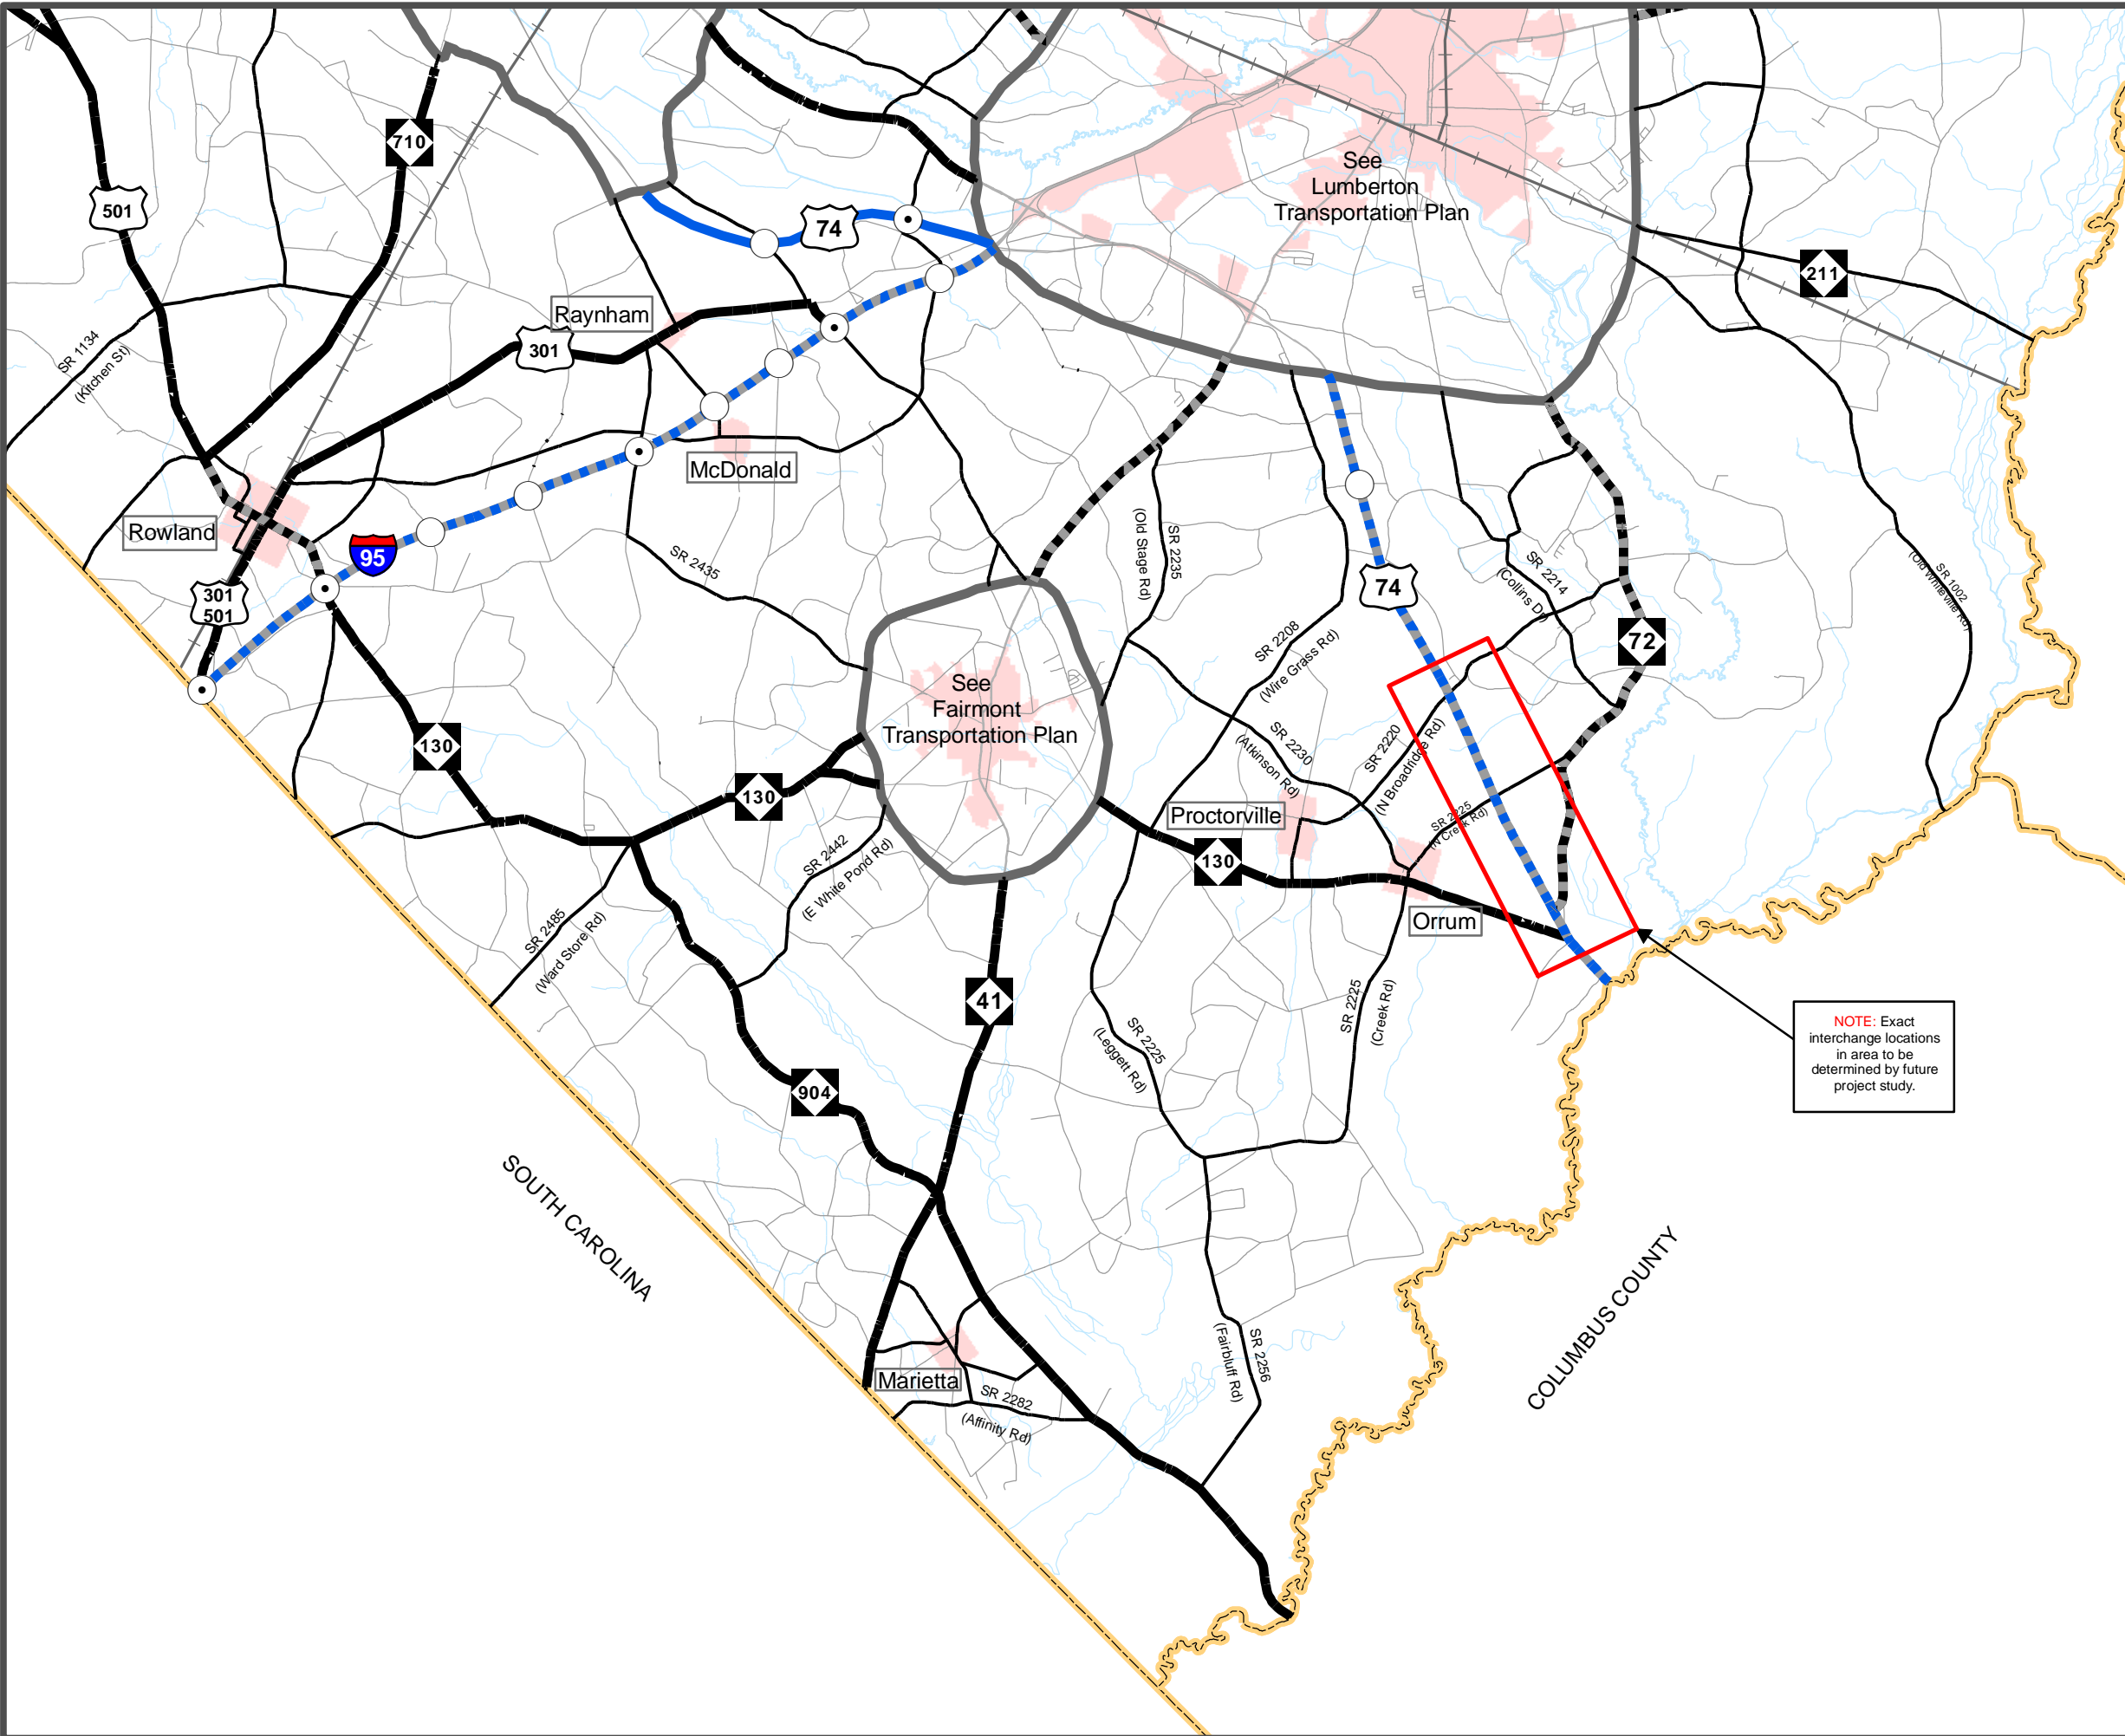 710
501
See
Lumberton
Transportation Plan
74
211
Raynham
301
SR 1134
(Kitchen St)
McDonald
Rowland
95
301
501
SR 2435
(Old Stage Rd)
SR 2235
74
SR 2214
(Collins Dr)
SR 1002
(Old Whiteville Rd)
72
SR 2208
(Wire Grass Rd)
See
Fairmont
Transportation Plan
130
SR 2230
(Atkinson Rd)
SR 2220
(N Broadridge Rd)
130
Proctorville
SR 2225
(N Creek Rd)
130
SR 2442
(E White Pond Rd)
Orrum
SR 2485
(Ward Store Rd)
41
SR 2225
(Creek Rd)
SR 2225
(Leggett Rd)
NOTE: Exact
interchange locations
in area to be
determined by future
project study.
904
SOUTH CAROLINA
COLUMBUS COUNTY
SR 2256
(Fairbluff Rd)
Marietta
SR 2282
(Affinity Rd)